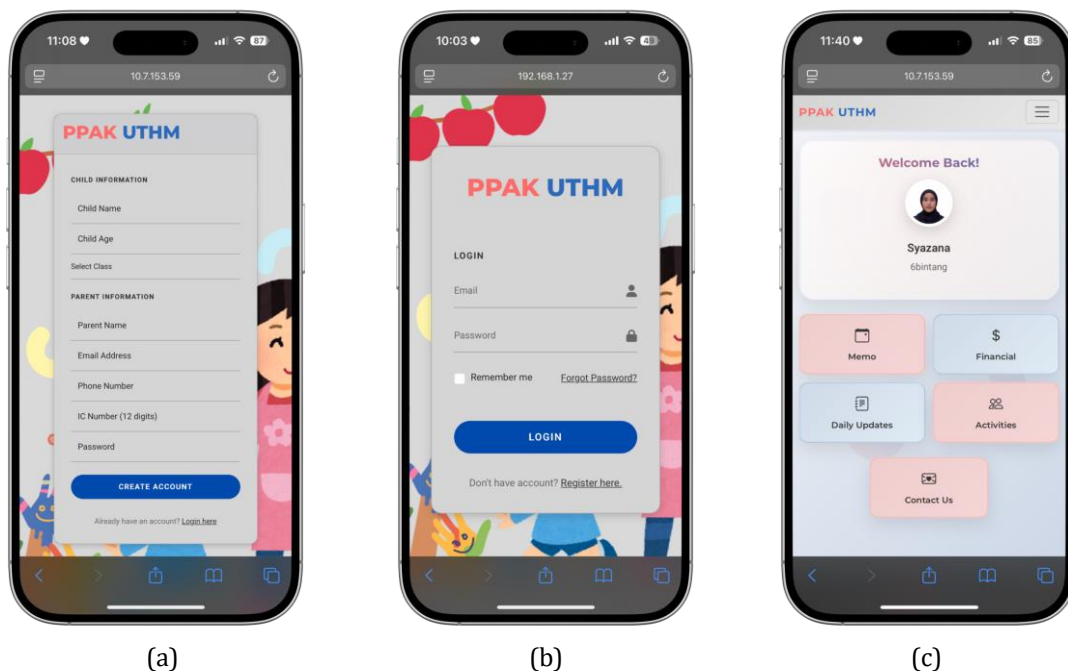 11:08 87
10.7.153.59
PPAK UTHM
CHILD INFORMATION
Child Name
Child Age
Select Class
PARENT INFORMATION
Parent Name
Email Address
Phone Number
IC Number (12 digits)
Password
CREATE ACCOUNT
Already have an account? Login here
(a)
10:03 49
192.168.1.27
PPAK UTHM
LOGIN
Email
Password
Remember me Forgot Password?
LOGIN
Don't have account? Register here.
(b)
11:40 85
10.7.153.59
PPAK UTHM
Welcome Back!
Syazana
6bintang
Memo
$
Financial
Daily Updates
Activities
Contact Us
(c)